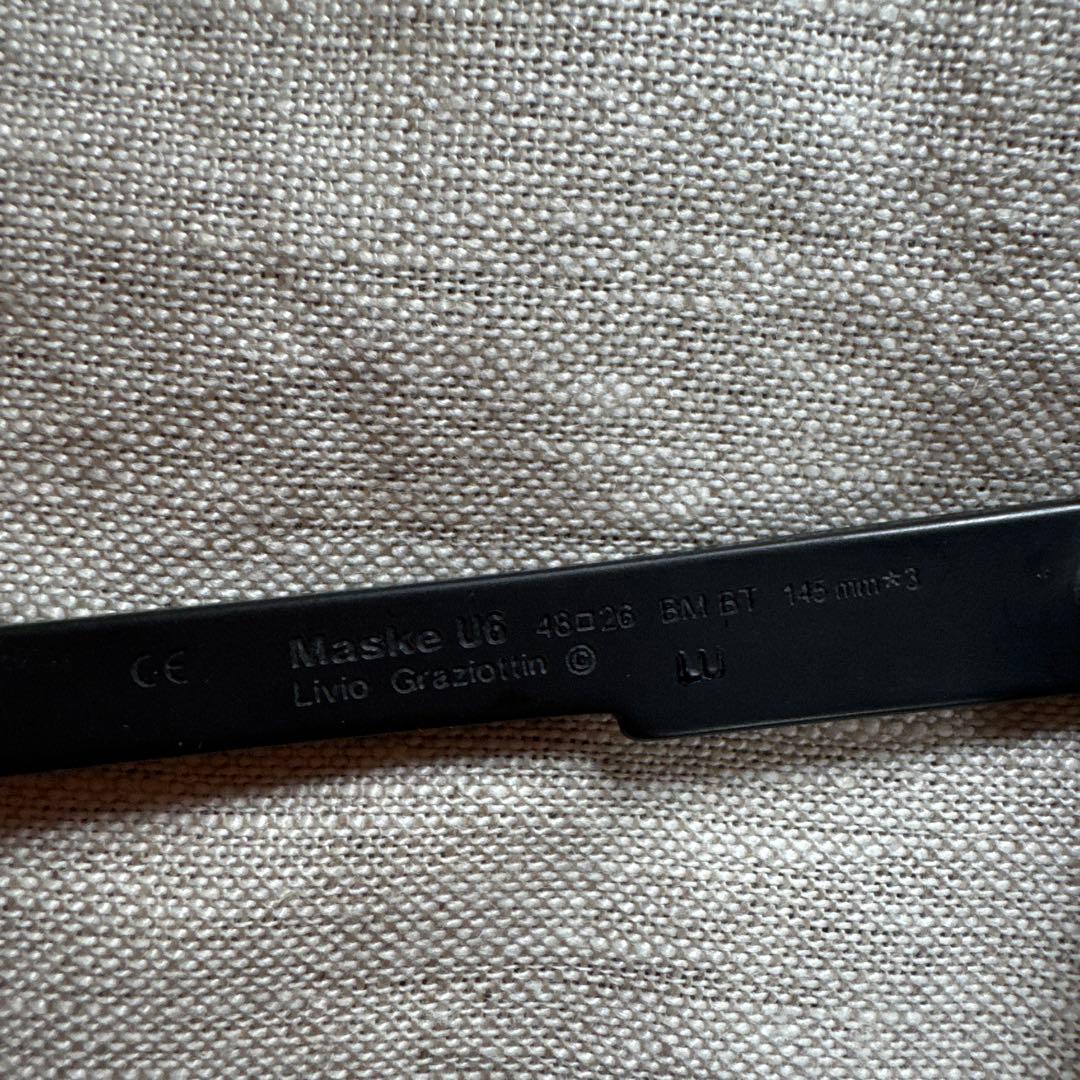 CE Maske U6 48□26 BM BT 145 mm*3
Livio Graziottin ©